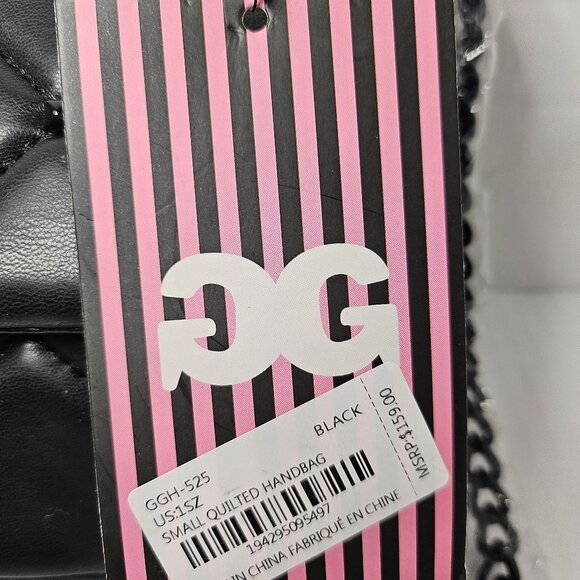 GG
BLACK
MSRP:$159.00
GGH-525
US:1SZ
SMALL QUILTED HANDBAG
194295095497
IN CHINA FABRIQUÉ EN CHINE